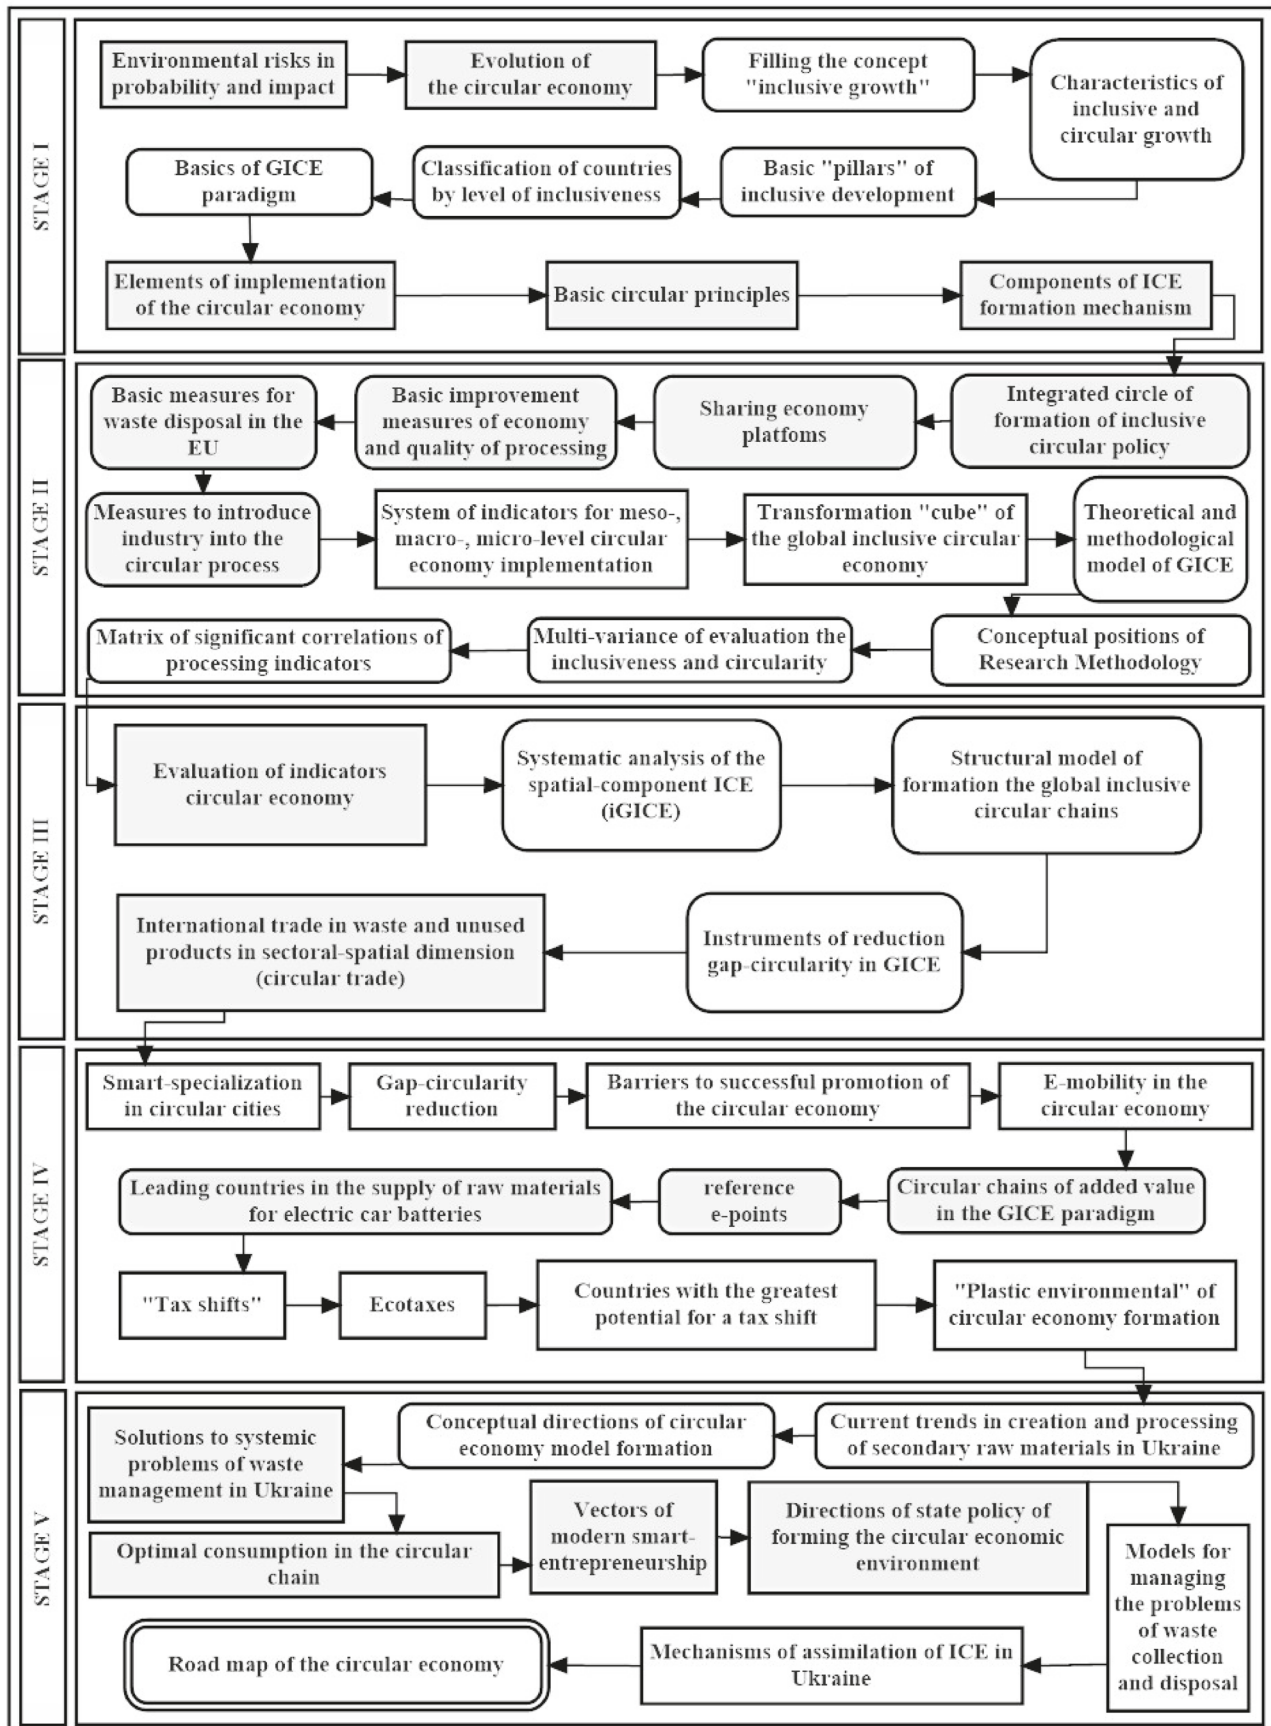 STAGE I
Environmental risks in
probability and impact
Evolution of
the circular economy
Filling the concept
"inclusive growth"
Characteristics of
inclusive and
circular growth
Basic "pillars" of
inclusive development
Classification of countries
by level of inclusiveness
Basics of GICE
paradigm
Elements of implementation
of the circular economy
Basic circular principles
Components of ICE
formation mechanism
STAGE II
Integrated circle of
formation of inclusive
circular policy
Sharing economy
platfoms
Basic improvement
measures of economy
and quality of processing
Basic measures for
waste disposal in the
EU
Measures to introduce
industry into the
circular process
System of indicators for meso-,
macro-, micro-level circular
economy implementation
Transformation "cube" of
the global inclusive circular
economy
Theoretical and
methodological
model of GICE
Conceptual positions of
Research Methodology
Multi-variance of evaluation the
inclusiveness and circularity
Matrix of significant correlations of
processing indicators
STAGE III
Evaluation of indicators
circular economy
Systematic analysis of the
spatial-component ICE
(iGICE)
Structural model of
formation the global inclusive
circular chains
Instruments of reduction
gap-circularity in GICE
International trade in waste and unused
products in sectoral-spatial dimension
(circular trade)
STAGE IV
Smart-specialization
in circular cities
Gap-circularity
reduction
Barriers to successful promotion of
the circular economy
E-mobility in the
circular economy
Circular chains of added value
in the GICE paradigm
reference
e-points
Leading countries in the supply of raw materials
for electric car batteries
"Tax shifts"
Ecotaxes
Countries with the greatest
potential for a tax shift
"Plastic environmental" of
circular economy formation
STAGE V
Current trends in creation and processing
of secondary raw materials in Ukraine
Conceptual directions of circular
economy model formation
Solutions to systemic
problems of waste
management in Ukraine
Optimal consumption in the circular
chain
Vectors of
modern smart-
entrepreneurship
Directions of state policy of
forming the circular economic
environment
Models for
managing
the problems
of waste
collection
and disposal
Mechanisms of assimilation of ICE in
Ukraine
Road map of the circular economy